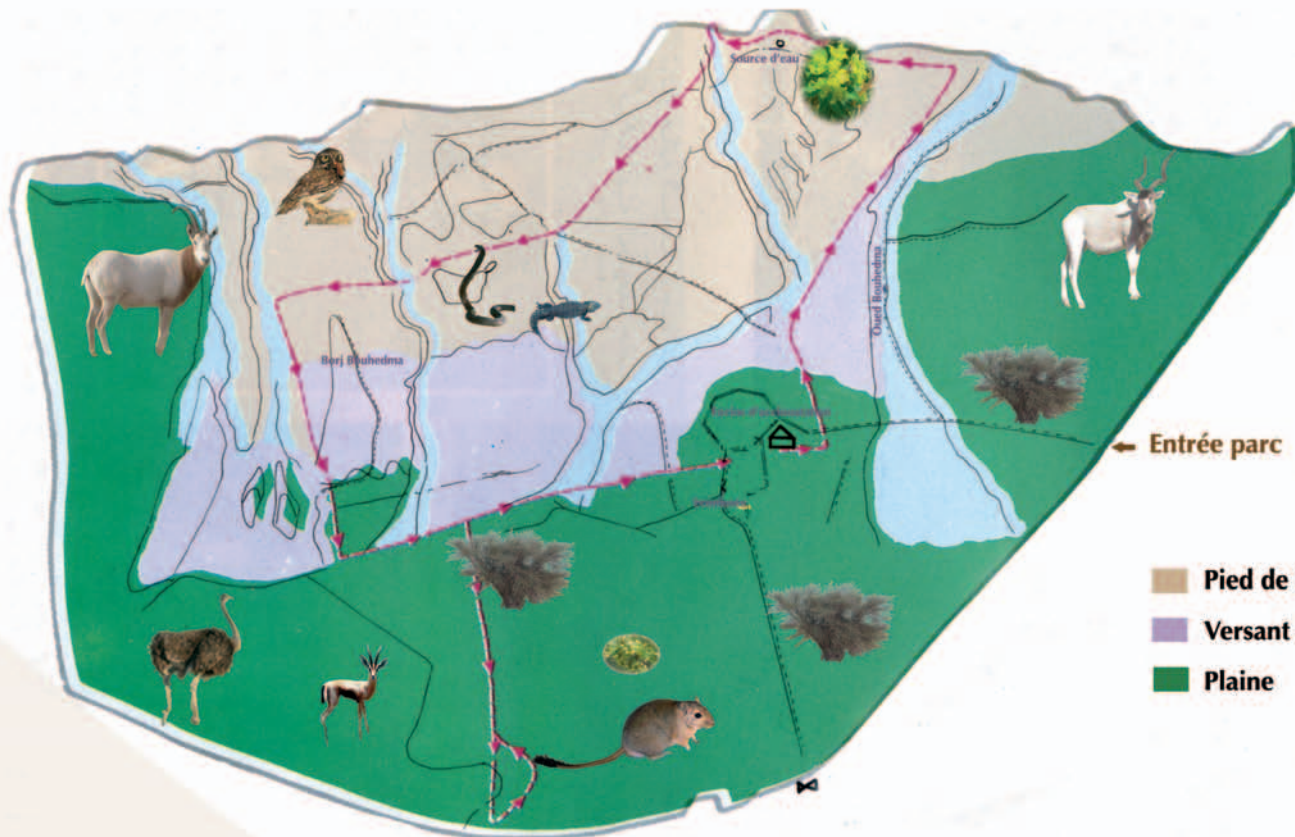 Source d'eau
Oued Bouhedma
Borj Bouhedma
Entrée parc
Pied de
Versant
Plaine